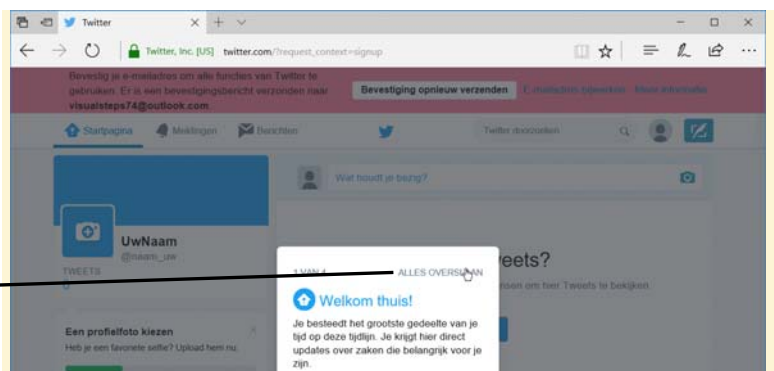 Twitter
Twitter, Inc. [US] twitter.com/?request_context=signup
Bevestig je e-mailadres om alle functies van Twitter te
gebruiken. Er is een bevestigingsbericht verzonden naar
visualsteps74@outlook.com.
Bevestiging opnieuw verzenden
E-mailadres bijwerken
Meer informatie
Startpagina
Meldingen
Berichten
Twitter doorzoeken
Wat houdt je bezig?
UwNaam
@naam_uw
TWEETS
0
1 VAN 4
ALLES OVERSLAAN
eets?
nsen om hier Tweets te bekijken.
Welkom thuis!
Je besteedt het grootste gedeelte van je
tijd op deze tijdlijn. Je krijgt hier direct
updates over zaken die belangrijk voor je
zijn.
Een profielfoto kiezen
Heb je een favoriete selfie? Upload hem nu.